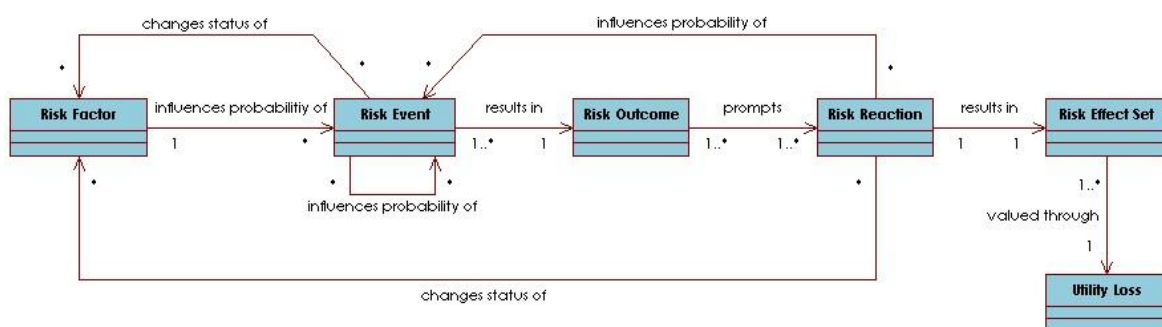 changes status of
influences probability of
* * * *
Risk Factor
influences probabilitiy of
Risk Event
results in
Risk Outcome
prompts
Risk Reaction
results in
Risk Effect Set
1 * 1..* 1 1..* 1..* 1 1
* * * * 1..*
influences probability of
valued through
1
Utility Loss
changes status of